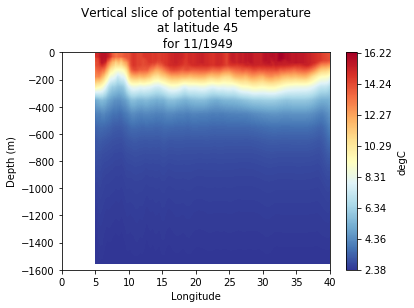 Vertical slice of potential temperature
at latitude 45
for 11/1949
0
−200
−400
−600
−800
−1000
−1200
−1400
−1600
Depth (m)
0 5 10 15 20 25 30 35 40
Longitude
16.22
14.24
12.27
10.29
8.31
6.34
4.36
2.38
degC